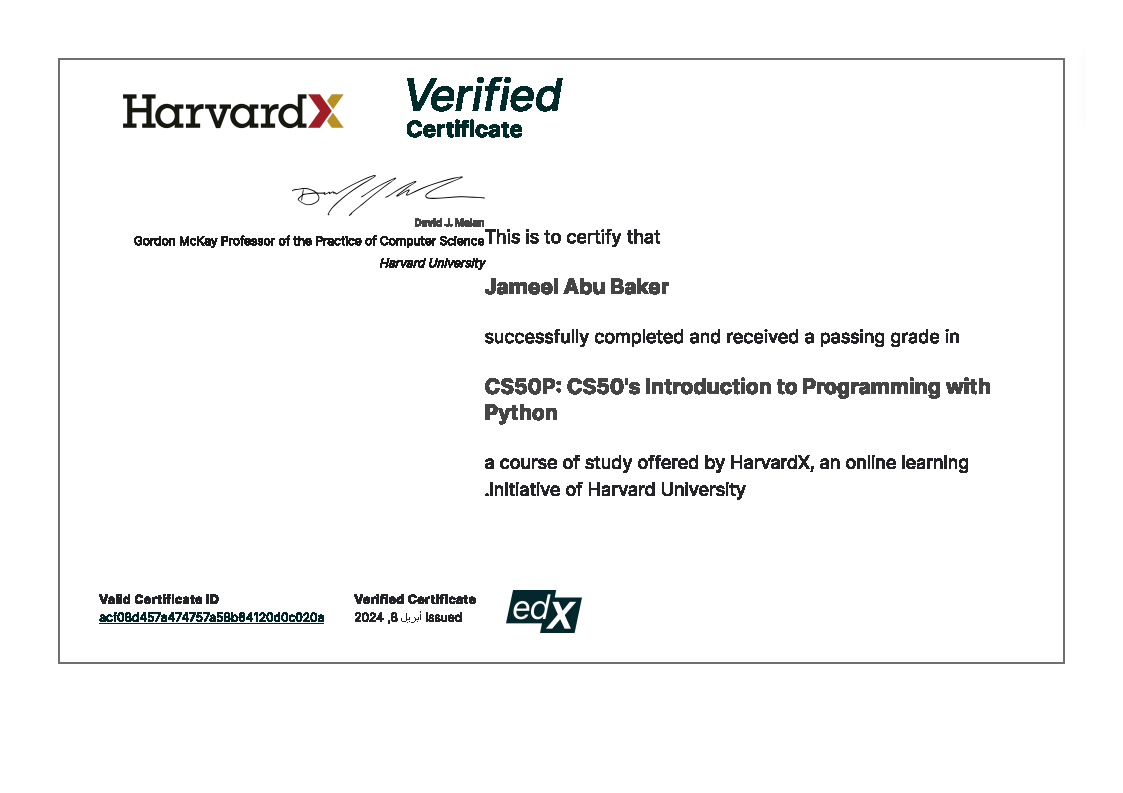 HarvardX
Verified
Certificate
David J. Malan
Gordon McKay Professor of the Practice of Computer Science
Harvard University
This is to certify that
Jameel Abu Baker
successfully completed and received a passing grade in
CS50P: CS50's Introduction to Programming with
Python
a course of study offered by HarvardX, an online learning
.initiative of Harvard University
Valid Certificate ID
acf08d457a474757a58b84120d0c020a
Verified Certificate
2024 ,8 أبريل Issued
edX